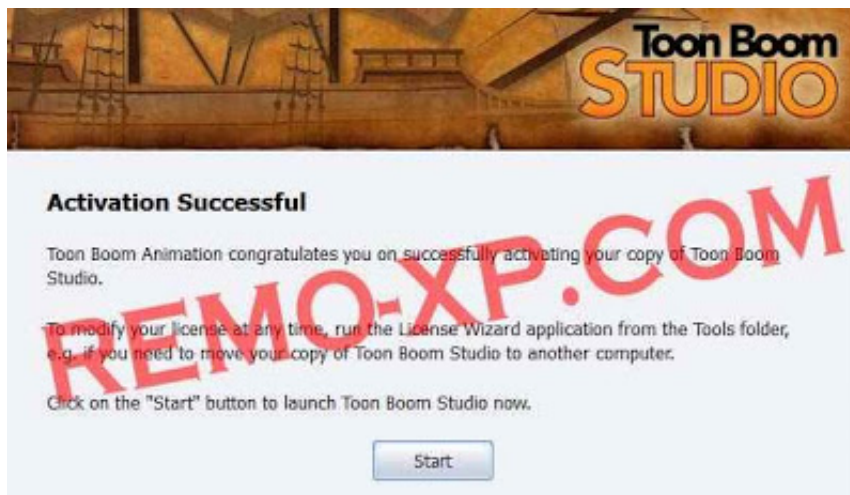 Toon Boom
STUDIO
Activation Successful
Toon Boom Animation congratulates you on successfully activating your copy of Toon Boom
Studio.
To modify your license at any time, run the License Wizard application from the Tools folder,
e.g. if you need to move your copy of Toon Boom Studio to another computer.
Click on the "Start" button to launch Toon Boom Studio now.
REMO-XP.COM
Start